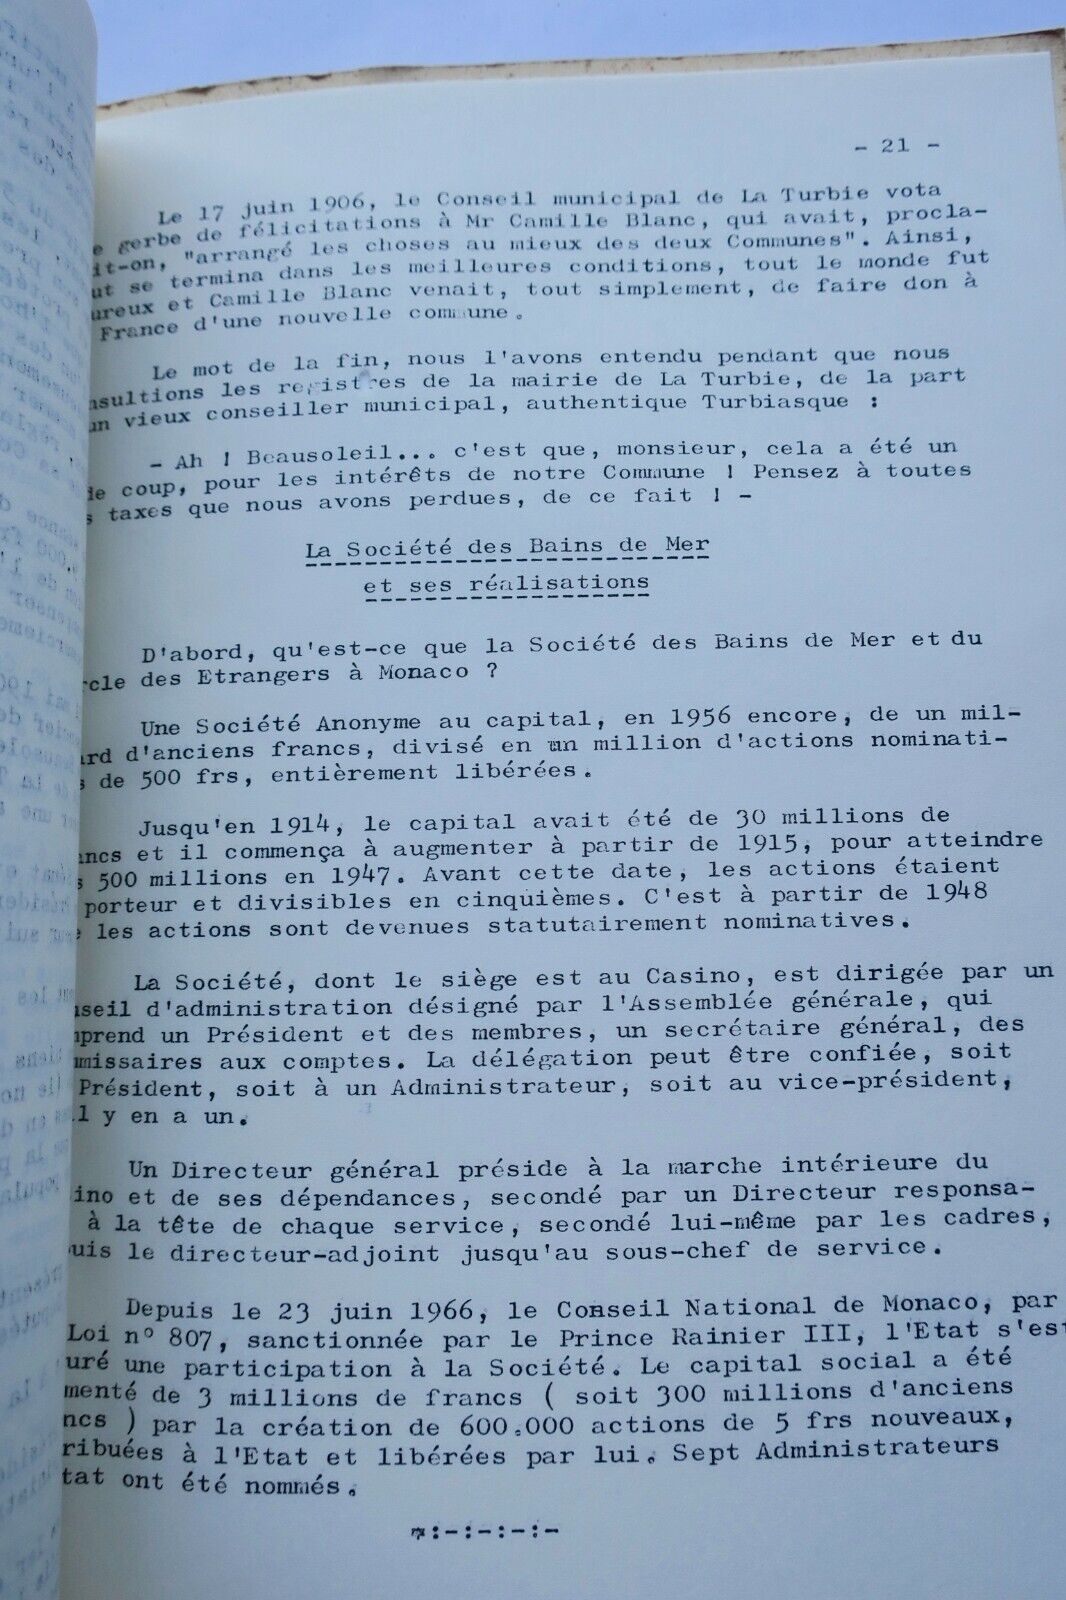 - 21 -
Le 17 juin 1906, le Conseil municipal de La Turbie vota
gerbe de félicitations à Mr Camille Blanc, qui avait, procla-
it-on, "arrangé les choses au mieux des deux Communes". Ainsi,
ut se termina dans les meilleures conditions, tout le monde fut
ureux et Camille Blanc venait, tout simplement, de faire don à
France d'une nouvelle commune.
Le mot de la fin, nous l'avons entendu pendant que nous
nsultions les registres de la mairie de La Turbie, de la part
un vieux conseiller municipal, authentique Turbiasque :
- Ah ! Beausoleil... c'est que, monsieur, cela a été un
de coup, pour les intérêts de notre Commune ! Pensez à toutes
s taxes que nous avons perdues, de ce fait ! -
La Société des Bains de Mer
et ses réalisations
D'abord, qu'est-ce que la Société des Bains de Mer et du
rcle des Etrangers à Monaco ?
Une Société Anonyme au capital, en 1956 encore, de un mil-
ard d'anciens francs, divisé en un million d'actions nominati-
s de 500 frs, entièrement libérées.
Jusqu'en 1914, le capital avait été de 30 millions de
ncs et il commença à augmenter à partir de 1915, pour atteindre
s 500 millions en 1947. Avant cette date, les actions étaient
porteur et divisibles en cinquièmes. C'est à partir de 1948
e les actions sont devenues statutairement nominatives.
La Société, dont le siège est au Casino, est dirigée par un
nseil d'administration désigné par l'Assemblée générale, qui
mprend un Président et des membres, un secrétaire général, des
mmissaires aux comptes. La délégation peut être confiée, soit
Président, soit à un Administrateur, soit au vice-président,
l y en a un.
Un Directeur général préside à la marche intérieure du
ino et de ses dépendances, secondé par un Directeur responsa-
à la tête de chaque service, secondé lui-même par les cadres,
uis le directeur-adjoint jusqu'au sous-chef de service.
Depuis le 23 juin 1966, le Conseil National de Monaco, par
Loi n° 807, sanctionnée par le Prince Rainier III, l'Etat s'est
uré une participation à la Société. Le capital social a été
menté de 3 millions de francs ( soit 300 millions d'anciens
ncs ) par la création de 600.000 actions de 5 frs nouveaux,
ribuées à l'Etat et libérées par lui. Sept Administrateurs
tat ont été nommés.
-:-:-:-:-